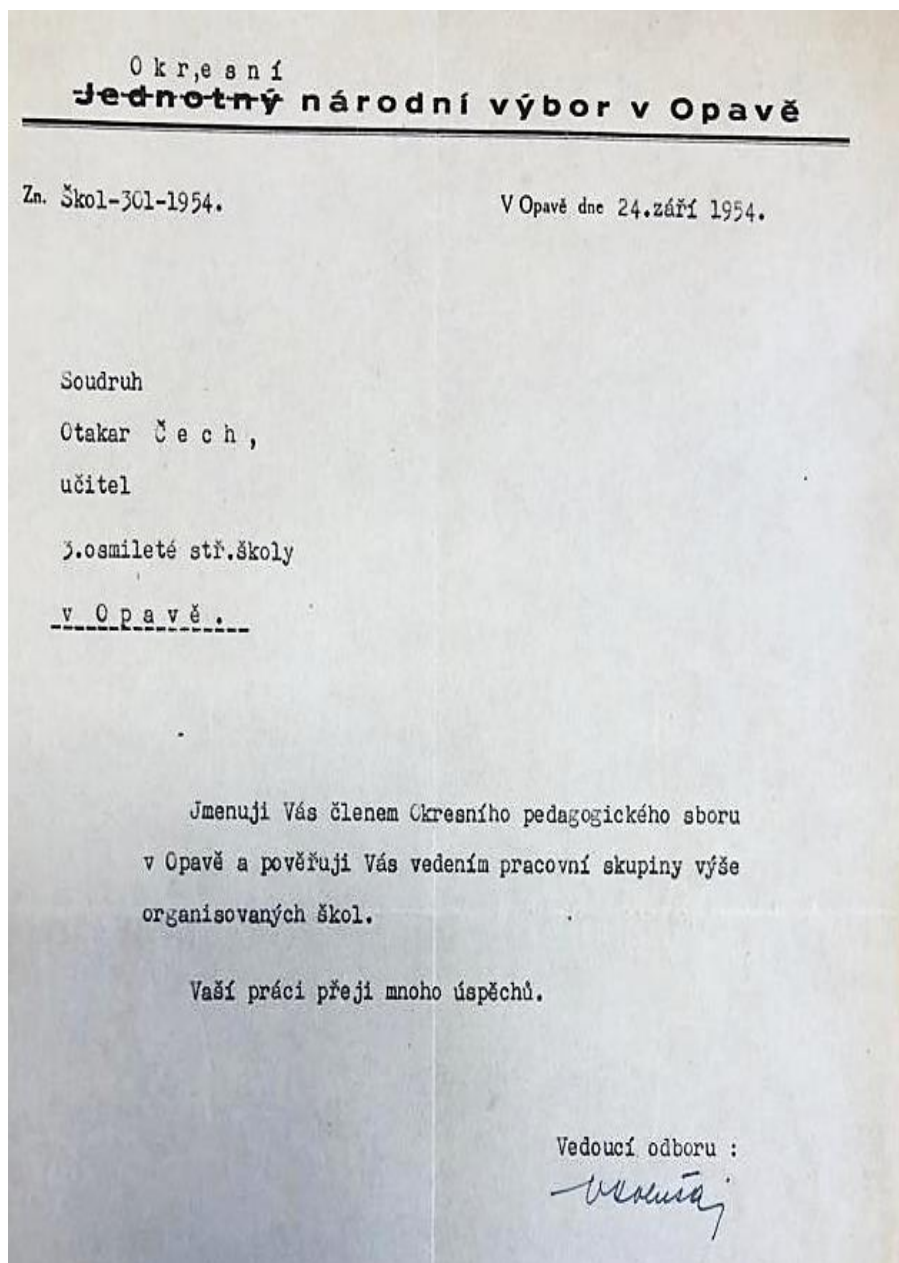 Okr,esní
Jednotný národní výbor v Opavě
Zn. Škol-301-1954.
V Opavě dne 24.září 1954.
Soudruh
Otakar Čech,
učitel
3.osmileté stř.školy
v Opavě.
Jmenuji Vás členem Okresního pedagogického sboru
v Opavě a pověřuji Vás vedením pracovní skupiny výše
organisovaných škol.
Vaší práci přeji mnoho úspěchů.
Vedoucí odboru :